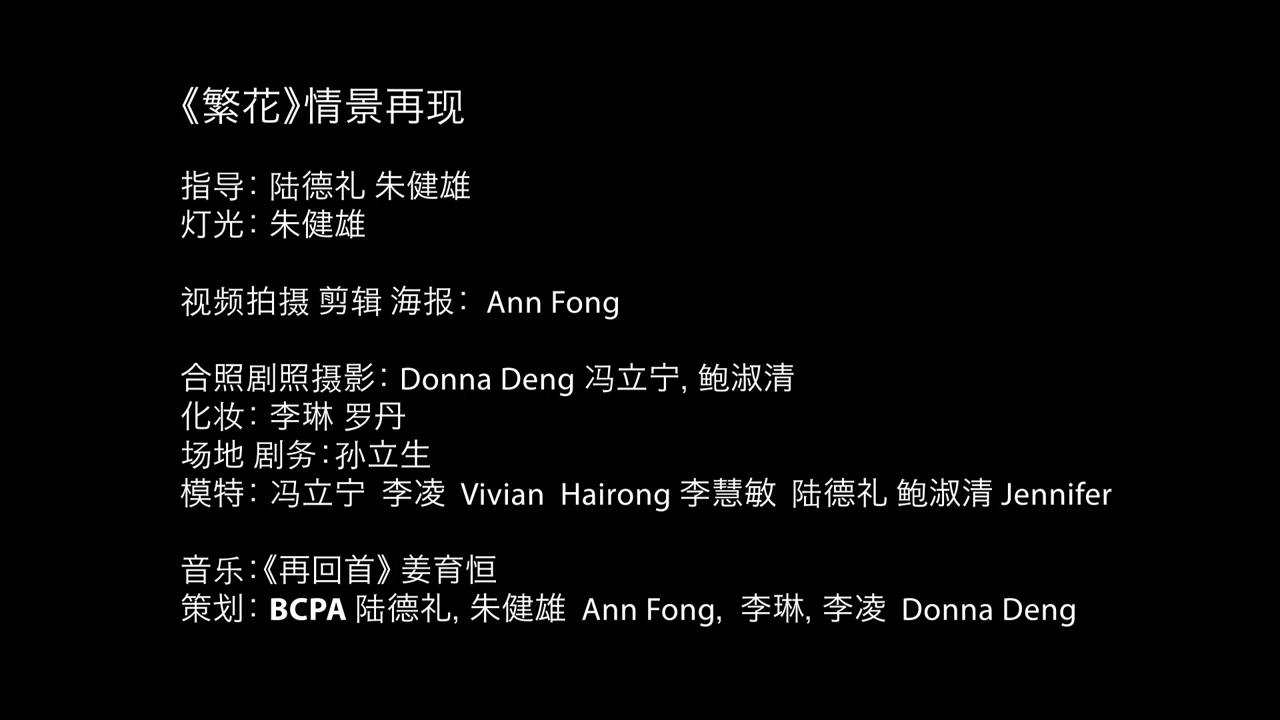 《繁花》情景再现
指导：陆德礼 朱健雄
灯光：朱健雄
视频拍摄 剪辑 海报： Ann Fong
合照剧照摄影：Donna Deng 冯立宁, 鲍淑清
化妆：李琳 罗丹
场地 剧务：孙立生
模特：冯立宁 李凌 Vivian Hairong 李慧敏 陆德礼 鲍淑清 Jennifer
音乐：《再回首》姜育恒
策划：BCPA 陆德礼, 朱健雄 Ann Fong, 李琳, 李凌 Donna Deng